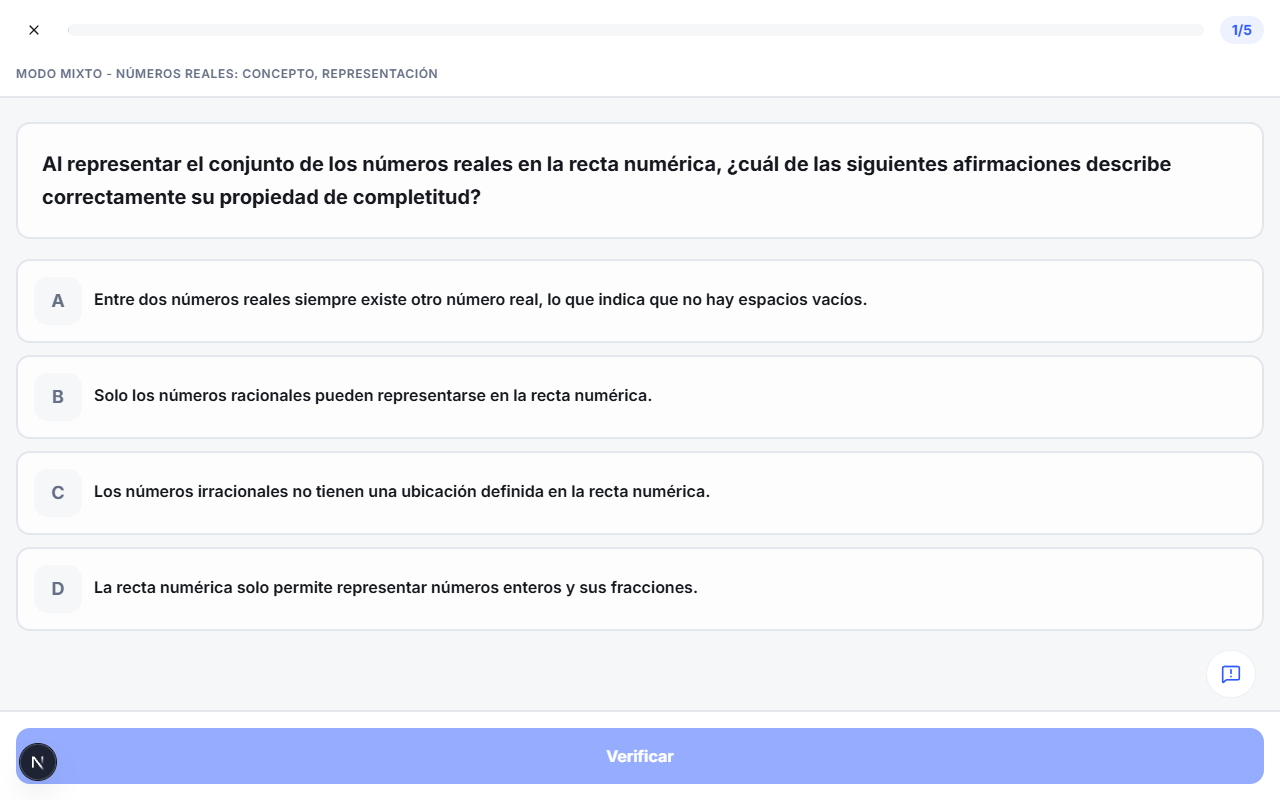 1/5
MODO MIXTO - NÚMEROS REALES: CONCEPTO, REPRESENTACIÓN
Al representar el conjunto de los números reales en la recta numérica, ¿cuál de las siguientes afirmaciones describe
correctamente su propiedad de completitud?
A Entre dos números reales siempre existe otro número real, lo que indica que no hay espacios vacíos.
B Solo los números racionales pueden representarse en la recta numérica.
C Los números irracionales no tienen una ubicación definida en la recta numérica.
D La recta numérica solo permite representar números enteros y sus fracciones.
Verificar
N